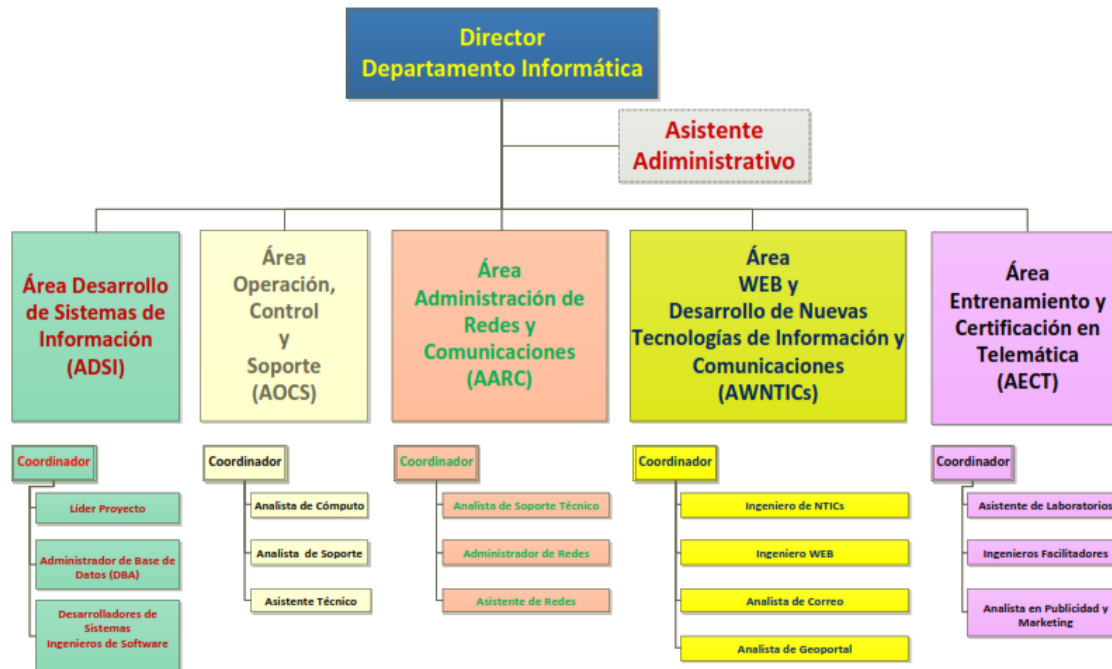 Director
Departamento Informática
Asistente
Adiministrativo
Área Desarrollo
de Sistemas de
Información
(ADSI)
Área
Operación,
Control
y
Soporte
(AOCS)
Área
Administración de
Redes y
Comunicaciones
(AARC)
Área
WEB y
Desarrollo de Nuevas
Tecnologías de Información y
Comunicaciones
(AWNTICs)
Área
Entrenamiento y
Certificación en
Telemática
(AECT)
Coordinador
Líder Proyecto
Administrador de Base de
Datos (DBA)
Desarrolladores de
Sistemas
Ingenieros de Software
Coordinador
Analista de Cómputo
Analista de Soporte
Asistente Técnico
Coordinador
Analista de Soporte Técnico
Administrador de Redes
Asistente de Redes
Coordinador
Ingeniero de NTICs
Ingeniero WEB
Analista de Correo
Analista de Geoportal
Coordinador
Asistente de Laboratorios
Ingenieros Facilitadores
Analista en Publicidad y
Marketing